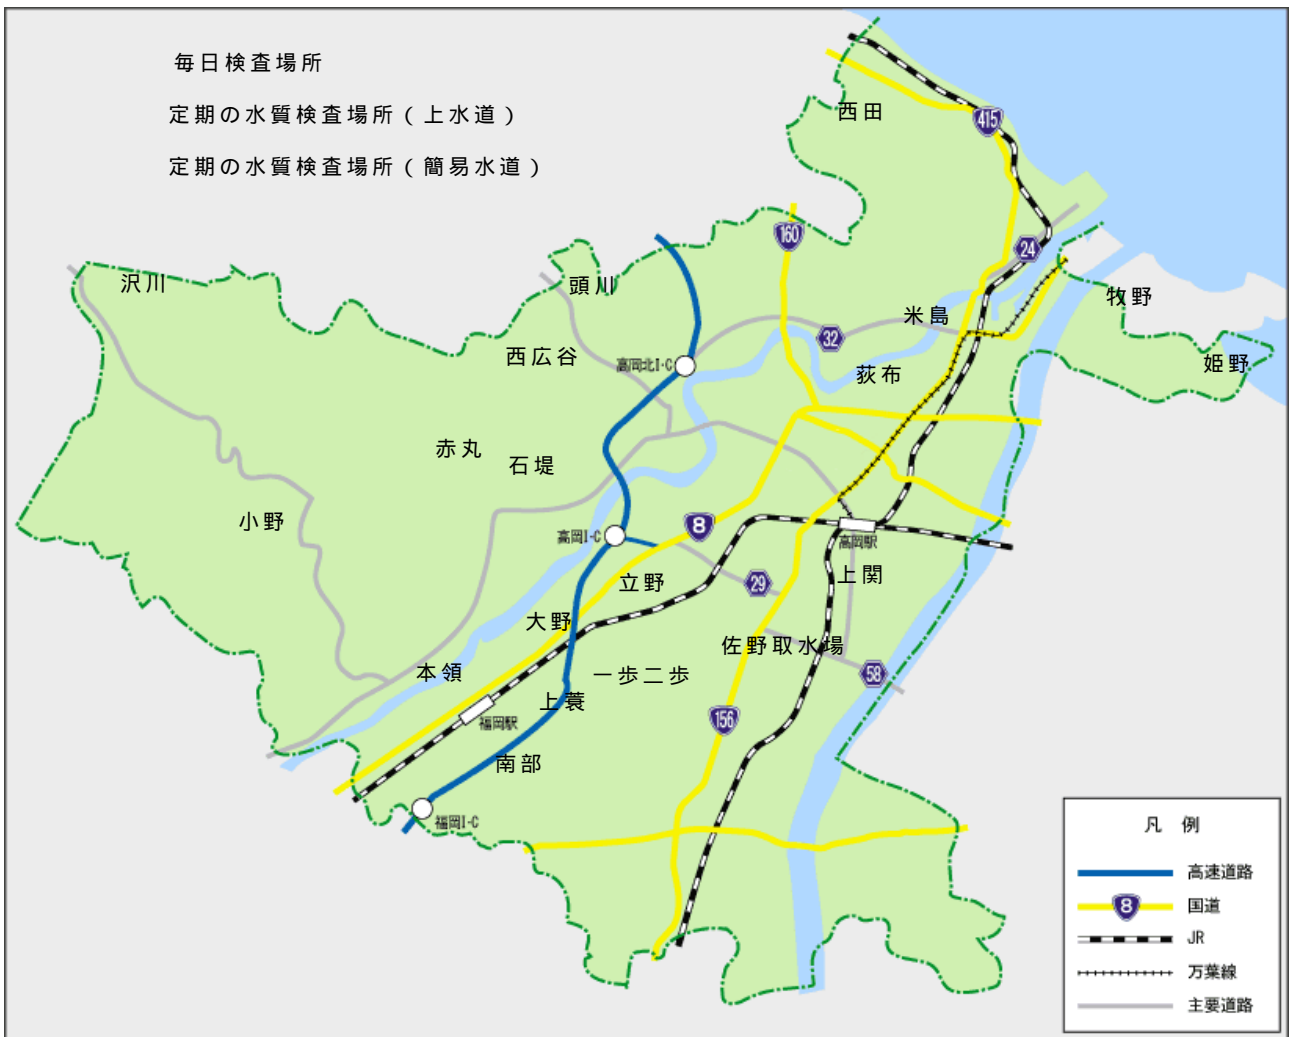 毎日検査場所
定期の水質検査場所（上水道）
定期の水質検査場所（簡易水道）
西田
415
160
24
沢川
頭川
牧野
米島
32
西広谷
高岡北I·C
姫野
荻布
赤丸
石堤
小野
8
高岡I·C
高岡駅
立野
29
上関
大野
佐野取水場
本領
一歩二歩
58
上蓑
福岡駅
156
南部
福岡I·C
凡 例
高速道路
8 国道
JR
万葉線
主要道路